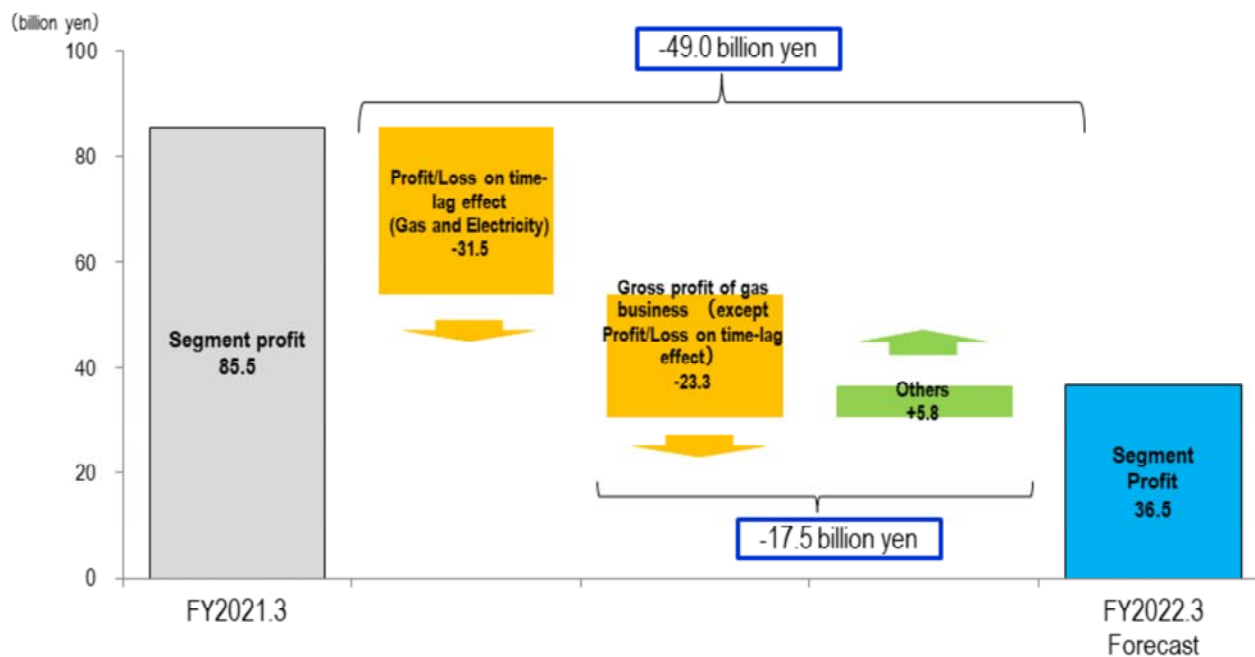 (billion yen)
100
80
60
40
20
0
-49.0 billion yen
Segment profit
85.5
Profit/Loss on time-
lag effect
(Gas and Electricity)
-31.5
Gross profit of gas
business （except
Profit/Loss on time-lag
effect）
-23.3
Others
+5.8
-17.5 billion yen
Segment
Profit
36.5
FY2021.3
FY2022.3
Forecast